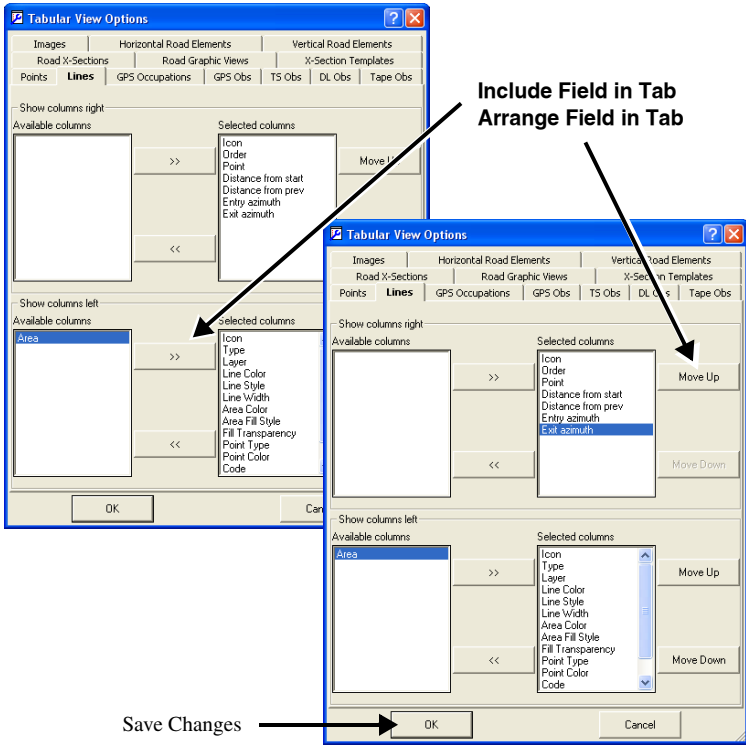 Tabular View Options
Images Horizontal Road Elements Vertical Road Elements
Road X-Sections Road Graphic Views X-Section Templates
Points Lines GPS Occupations GPS Obs TS Obs DL Obs Tape Obs
Show columns right
Available columns Selected columns
>>
<<
Icon
Order
Point
Distance from start
Distance from prev
Entry azimuth
Exit azimuth
Show columns left
Available columns Selected columns
Area
>>
<<
Icon
Type
Layer
Line Color
Line Style
Line Width
Area Color
Area Fill Style
Fill Transparency
Point Type
Point Color
Code
OK
Include Field in Tab
Arrange Field in Tab
Tabular View Options
Images Horizontal Road Elements Vertical Road Elements
Road X-Sections Road Graphic Views X-Section Templates
Points Lines GPS Occupations GPS Obs TS Obs Tape Obs
Show columns right
Available columns Selected columns
>>
<<
Icon
Order
Point
Distance from start
Distance from prev
Entry azimuth
Exit azimuth
Move Up
Move Down
Show columns left
Available columns Selected columns
Area
>>
<<
Icon
Type
Layer
Line Color
Line Style
Line Width
Area Color
Area Fill Style
Fill Transparency
Point Type
Point Color
Code
Move Up
Move Down
OK Cancel
Save Changes